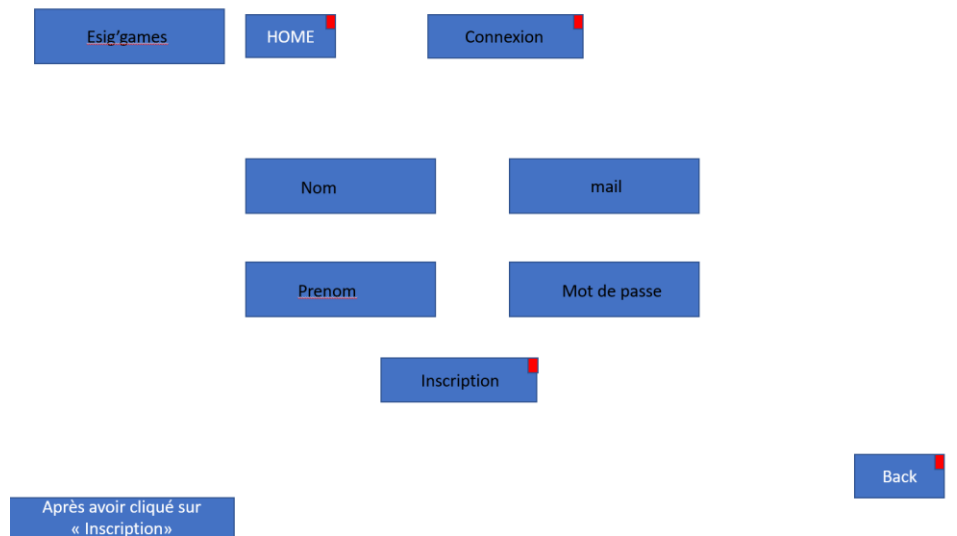 Esig'games
HOME
Connexion
Nom
mail
Prenom
Mot de passe
Inscription
Back
Après avoir cliqué sur
« Inscription»